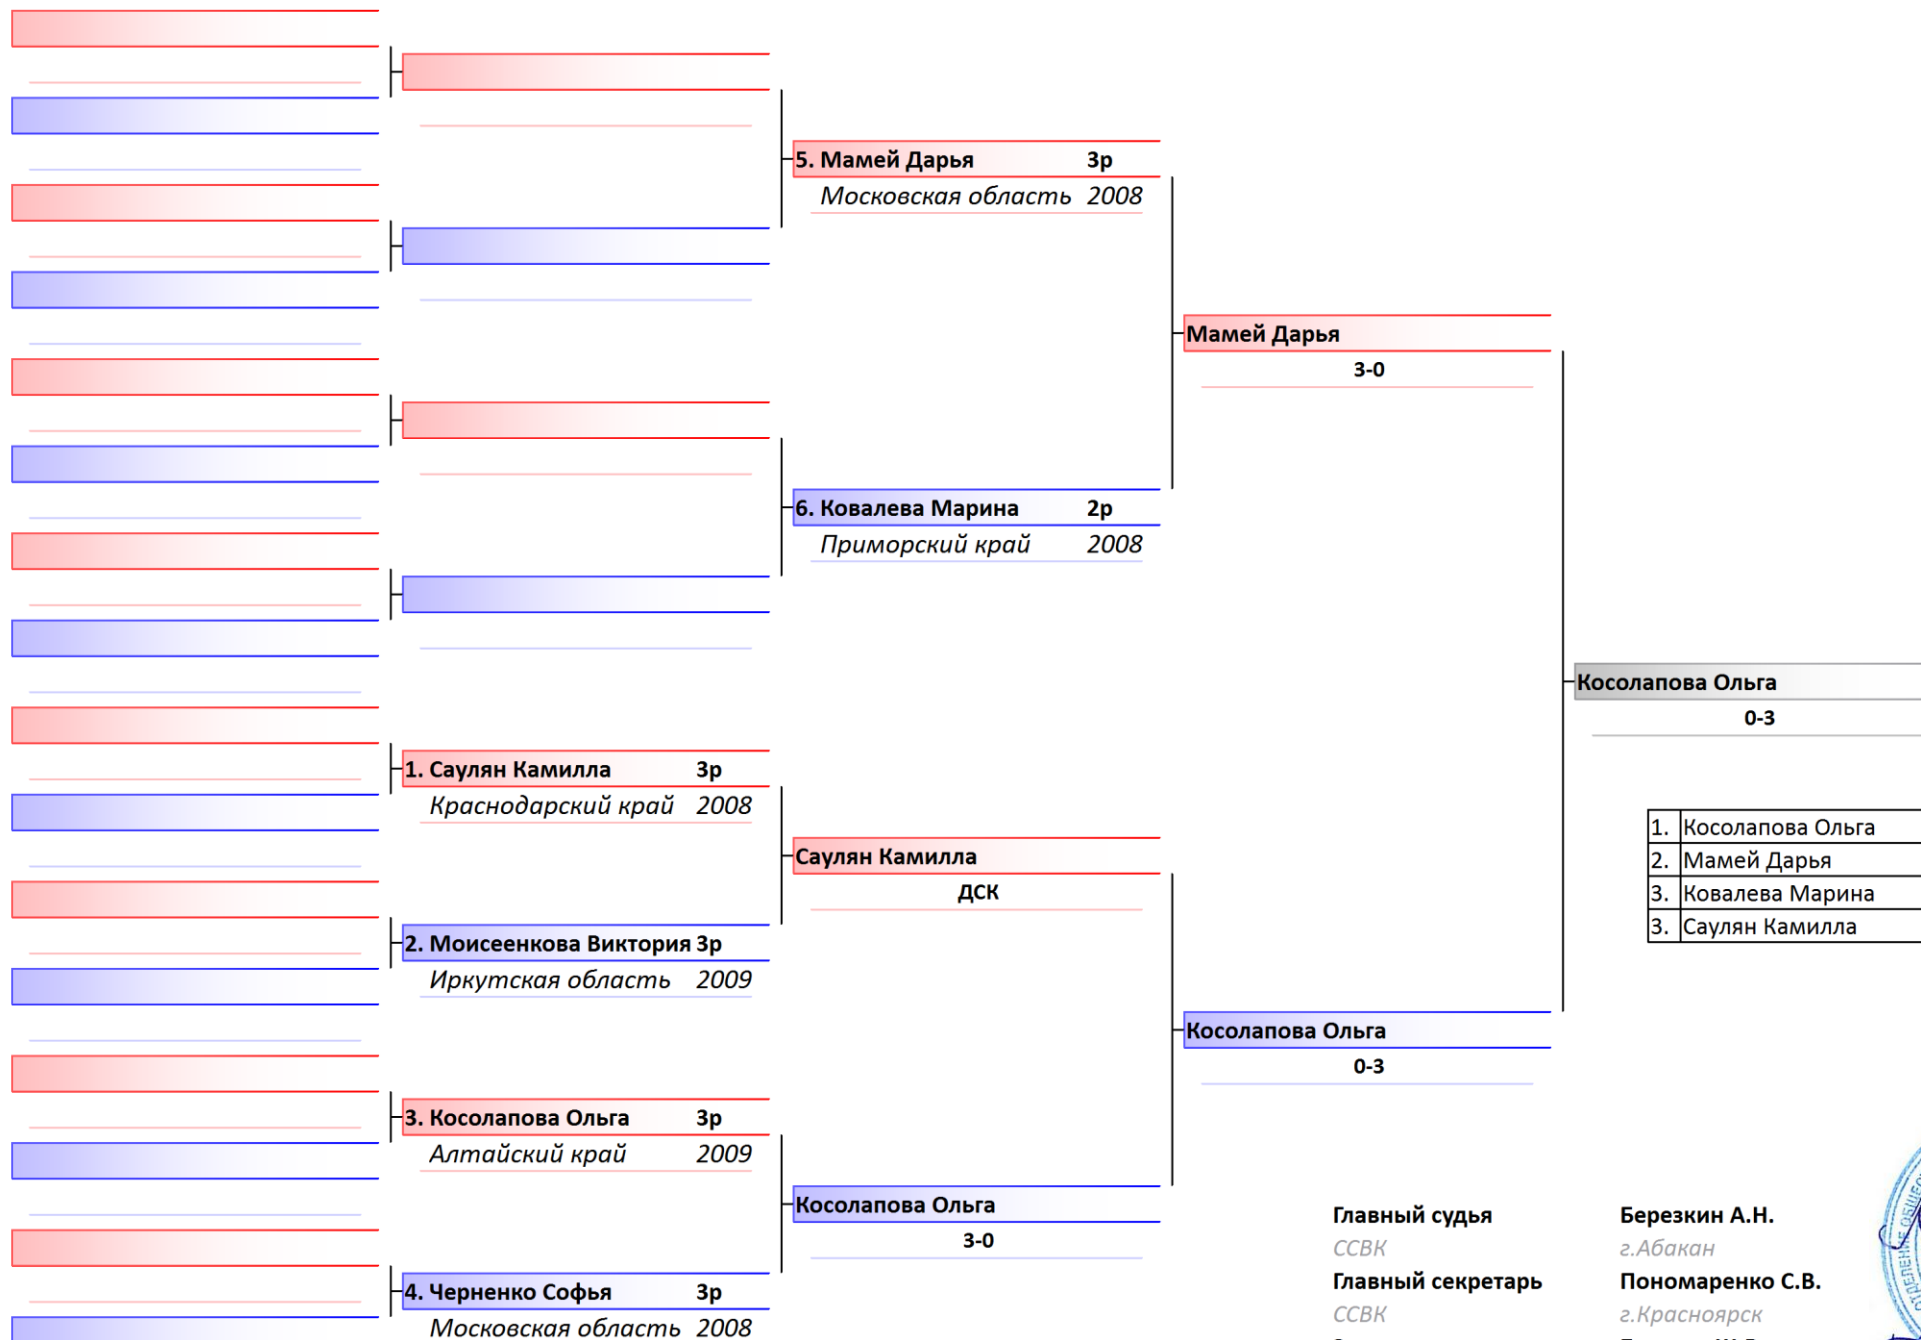 5. Мамей Дарья 3р
Московская область 2008
Мамей Дарья
3-0
6. Ковалева Марина 2р
Приморский край 2008
Косолапова Ольга
0-3
1. Саулян Камилла 3р
Краснодарский край 2008
Саулян Камилла
ДСК
2. Моисеенкова Виктория 3р
Иркутская область 2009
1. Косолапова Ольга
2. Мамей Дарья
3. Ковалева Марина
3. Саулян Камилла
Косолапова Ольга
0-3
3. Косолапова Ольга 3р
Алтайский край 2009
Косолапова Ольга
3-0
4. Черненко Софья 3р
Московская область 2008
Главный судья Березкин А.Н.
ССВК г.Абакан
Главный секретарь Пономаренко С.В.
ССВК г.Красноярск